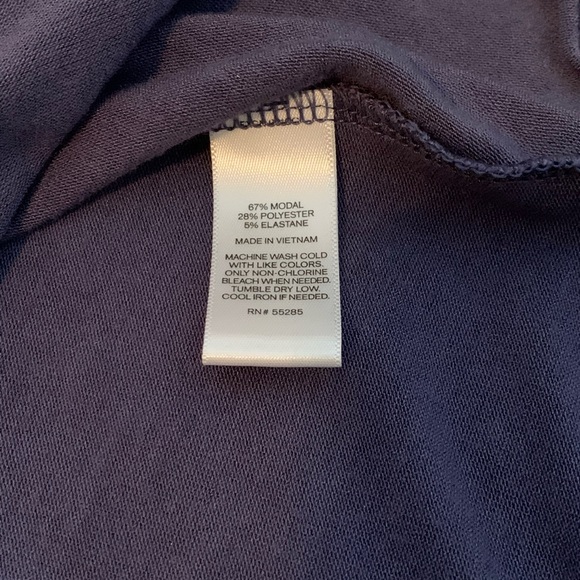 67% MODAL
28% POLYESTER
5% ELASTANE
MADE IN VIETNAM
MACHINE WASH COLD
WITH LIKE COLORS.
ONLY NON-CHLORINE
BLEACH WHEN NEEDED.
TUMBLE DRY LOW.
COOL IRON IF NEEDED.
RN# 55285